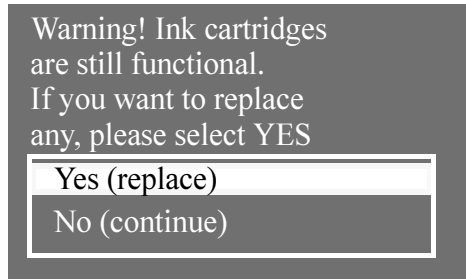 Warning! Ink cartridges
are still functional.
If you want to replace
any, please select YES
Yes (replace)
No (continue)